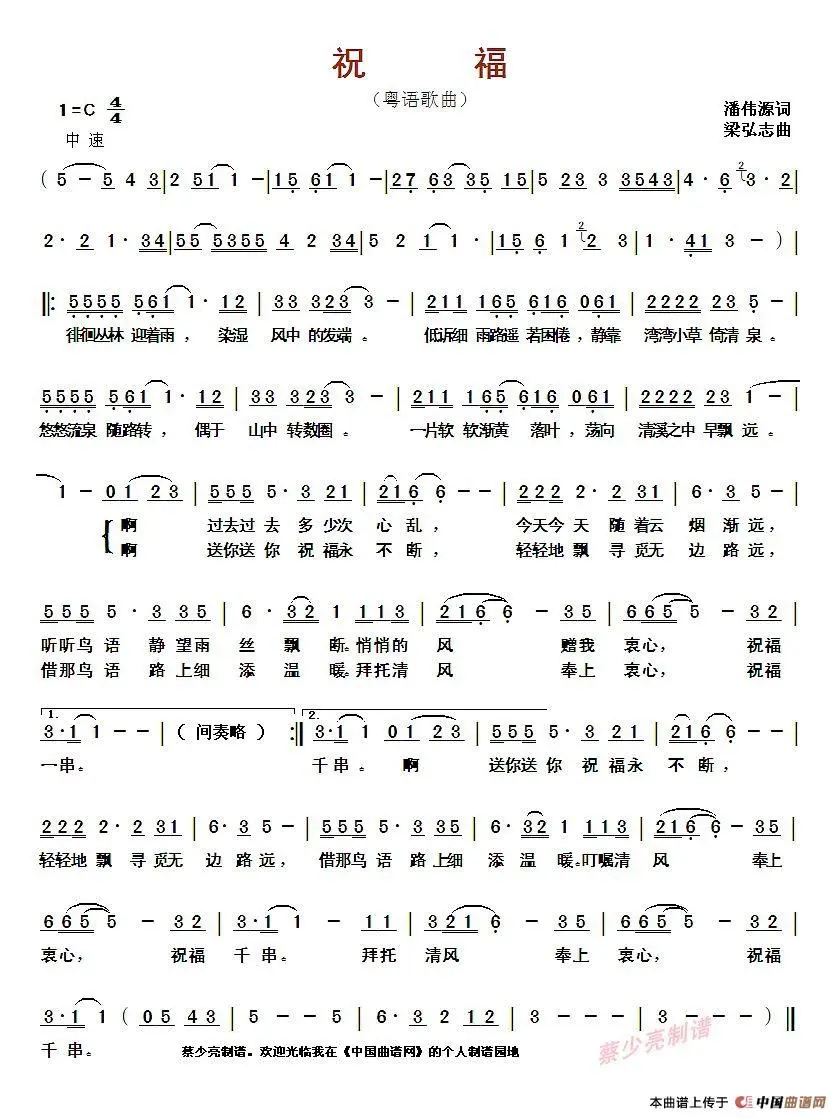 祝 福
（粤语歌曲）
1=C 4/4
中 速
潘伟源词
梁弘志曲
( 5 - 5 4 3 | 2 5 1 1 - | 1 5 6 1 1 - | 2 7 6 3 3 5 | 1 5 1 - | 5 2 3 3 3 5 4 3 | 4 · 6 2 3 · 2 |
2 · 2 1 · 3 4 | 5 5 5 3 5 5 4 2 3 4 | 5 2 1 1 - | 1 5 6 1 2 2 3 | 1 · 4 1 3 - ) |
‖: 5 5 5 5 5 6 1 1 · 1 2 | 3 3 3 2 3 3 - | 2 1 1 1 6 5 6 1 6 0 6 1 | 2 2 2 2 2 3 5 - |
徘徊丛林 迎着雨， 染湿 风中 的发端。 低诉细 雨路遥 若困倦，静靠 湾湾小草 倚清 泉。
5 5 5 5 5 6 1 1 · 1 2 | 3 3 3 2 3 3 - | 2 1 1 1 6 5 6 1 6 0 6 1 | 2 2 2 2 2 3 1 - |
悠悠流泉 随路转， 偶于 山中 转数圈。 一片软 软渐黄 落叶，荡向 清溪之中 早飘 远。
1 - 0 1 2 3 | 5 5 5 5 · 3 2 1 | 2 1 6 6 - - | 2 2 2 2 · 2 3 1 | 6 · 3 5 - |
啊 过去过 去 多 少次 心 乱， 今天今 天 随 着云 烟 渐 远，
啊 送你送 你 祝 福永 不 断， 轻轻地 飘 寻 觅无 边 路 远，
5 5 5 5 · 3 3 5 | 6 · 3 2 1 1 1 3 | 2 1 6 6 - 3 5 | 6 6 5 5 - 3 2 |
听听鸟 语 静 望雨 丝 飘 断。悄悄的 风 赠我 衷心， 祝福
借那鸟 语 路 上细 添 温 暖。拜托清 风 奉上 衷心， 祝福
1. 3 · 1 1 - - | ( 间奏略 ) :‖ 2. 3 · 1 1 0 1 2 3 | 5 5 5 5 · 3 2 1 | 2 1 6 6 - - |
一 串。 千 串。 啊 送你送 你 祝 福永 不 断，
2 2 2 2 · 2 3 1 | 6 · 3 5 - | 5 5 5 5 · 3 3 5 | 6 · 3 2 1 1 1 3 | 2 1 6 6 - 3 5 |
轻轻地 飘 寻 觅无 边 路 远， 借那鸟 语 路 上细 添 温 暖。叮嘱清 风 奉上
6 6 5 5 5 - 3 2 | 3 · 1 1 - 1 1 | 3 2 1 6 6 - 3 5 | 6 6 5 5 5 - 3 2 |
衷心， 祝福 千 串。 拜托 清风 奉上 衷心， 祝福
3 · 1 1 ( 0 5 4 3 | 5 - - 5 | 6 · 3 2 1 2 | 3 - - - | 3 - - - ) ‖
千 串。 蔡少亮制谱。欢迎光临我在《中国曲谱网》的个人制谱园地
蔡少亮制谱
本曲谱上传于 中国曲谱网